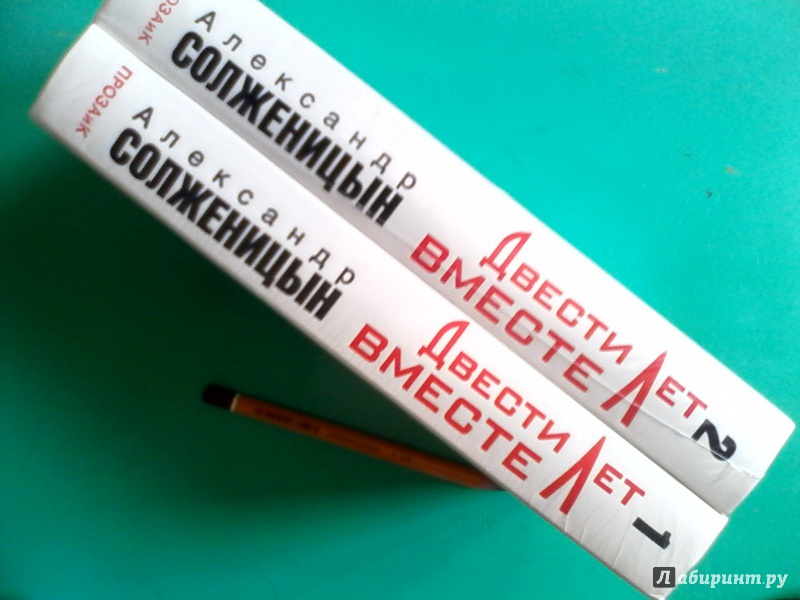 ПРОЗАиК
Александр
СОЛЖЕНИЦЫН
Двести
Лет
вместе
2
ПРОЗАиК
Александр
СОЛЖЕНИЦЫН
Двести
Лет
вместе
1
Лабиринт.ру